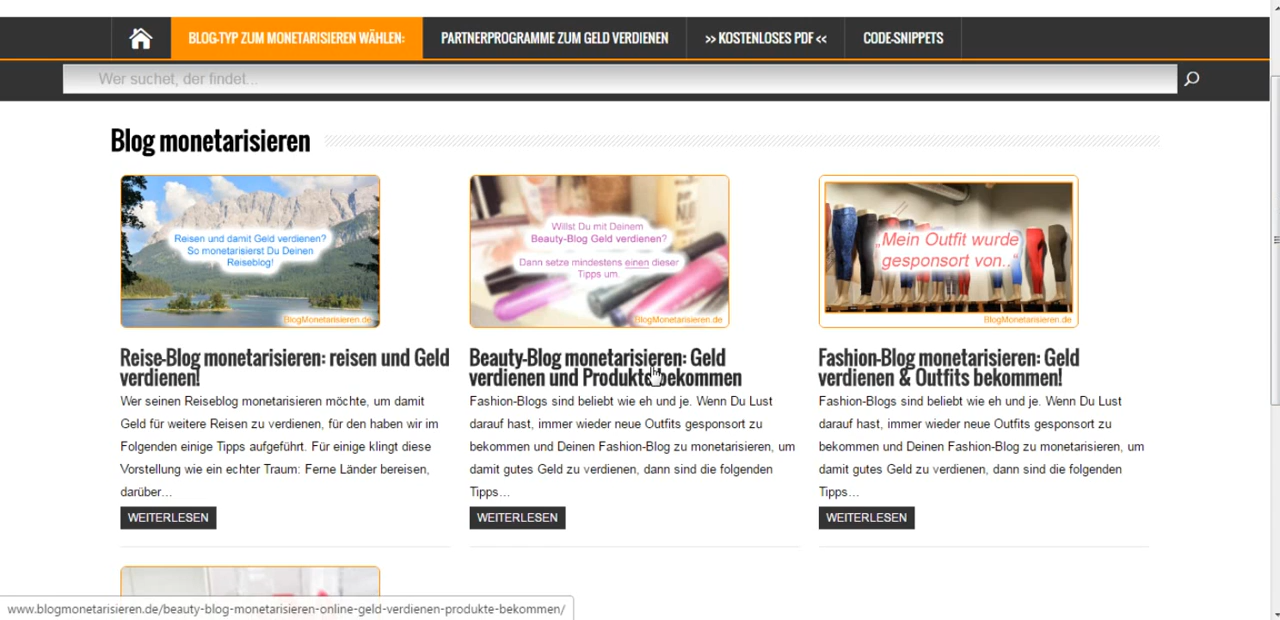 BLOG-TYP ZUM MONETARISIEREN WÄHLEN:
PARTNERPROGRAMME ZUM GELD VERDIENEN
>> KOSTENLOSES PDF <<
CODE-SNIPPETS
Wer suchet, der findet...
Blog monetarisieren
Reisen und damit Geld verdienen?
So monetarisierst Du Deinen
Reiseblog!
BlogMonetarisieren.de
Willst Du mit Deinem
Beauty-Blog Geld verdienen?
Dann setze mindestens einen dieser
Tipps um.
BlogMonetarisieren.de
„Mein Outfit wurde
gesponsort von..“
BlogMonetarisieren.de
Reise-Blog monetarisieren: reisen und Geld
verdienen!
Wer seinen Reiseblog monetarisieren möchte, um damit
Geld für weitere Reisen zu verdienen, für den haben wir im
Folgenden einige Tipps aufgeführt. Für einige klingt diese
Vorstellung wie ein echter Traum: Ferne Länder bereisen,
darüber...
WEITERLESEN
Beauty-Blog monetarisieren: Geld
verdienen und Produkte bekommen
Fashion-Blogs sind beliebt wie eh und je. Wenn Du Lust
darauf hast, immer wieder neue Outfits gesponsort zu
bekommen und Deinen Fashion-Blog zu monetarisieren, um
damit gutes Geld zu verdienen, dann sind die folgenden
Tipps...
WEITERLESEN
Fashion-Blog monetarisieren: Geld
verdienen & Outfits bekommen!
Fashion-Blogs sind beliebt wie eh und je. Wenn Du Lust
darauf hast, immer wieder neue Outfits gesponsort zu
bekommen und Deinen Fashion-Blog zu monetarisieren, um
damit gutes Geld zu verdienen, dann sind die folgenden
Tipps...
WEITERLESEN
www.blogmonetarisieren.de/beauty-blog-monetarisieren-online-geld-verdienen-produkte-bekommen/